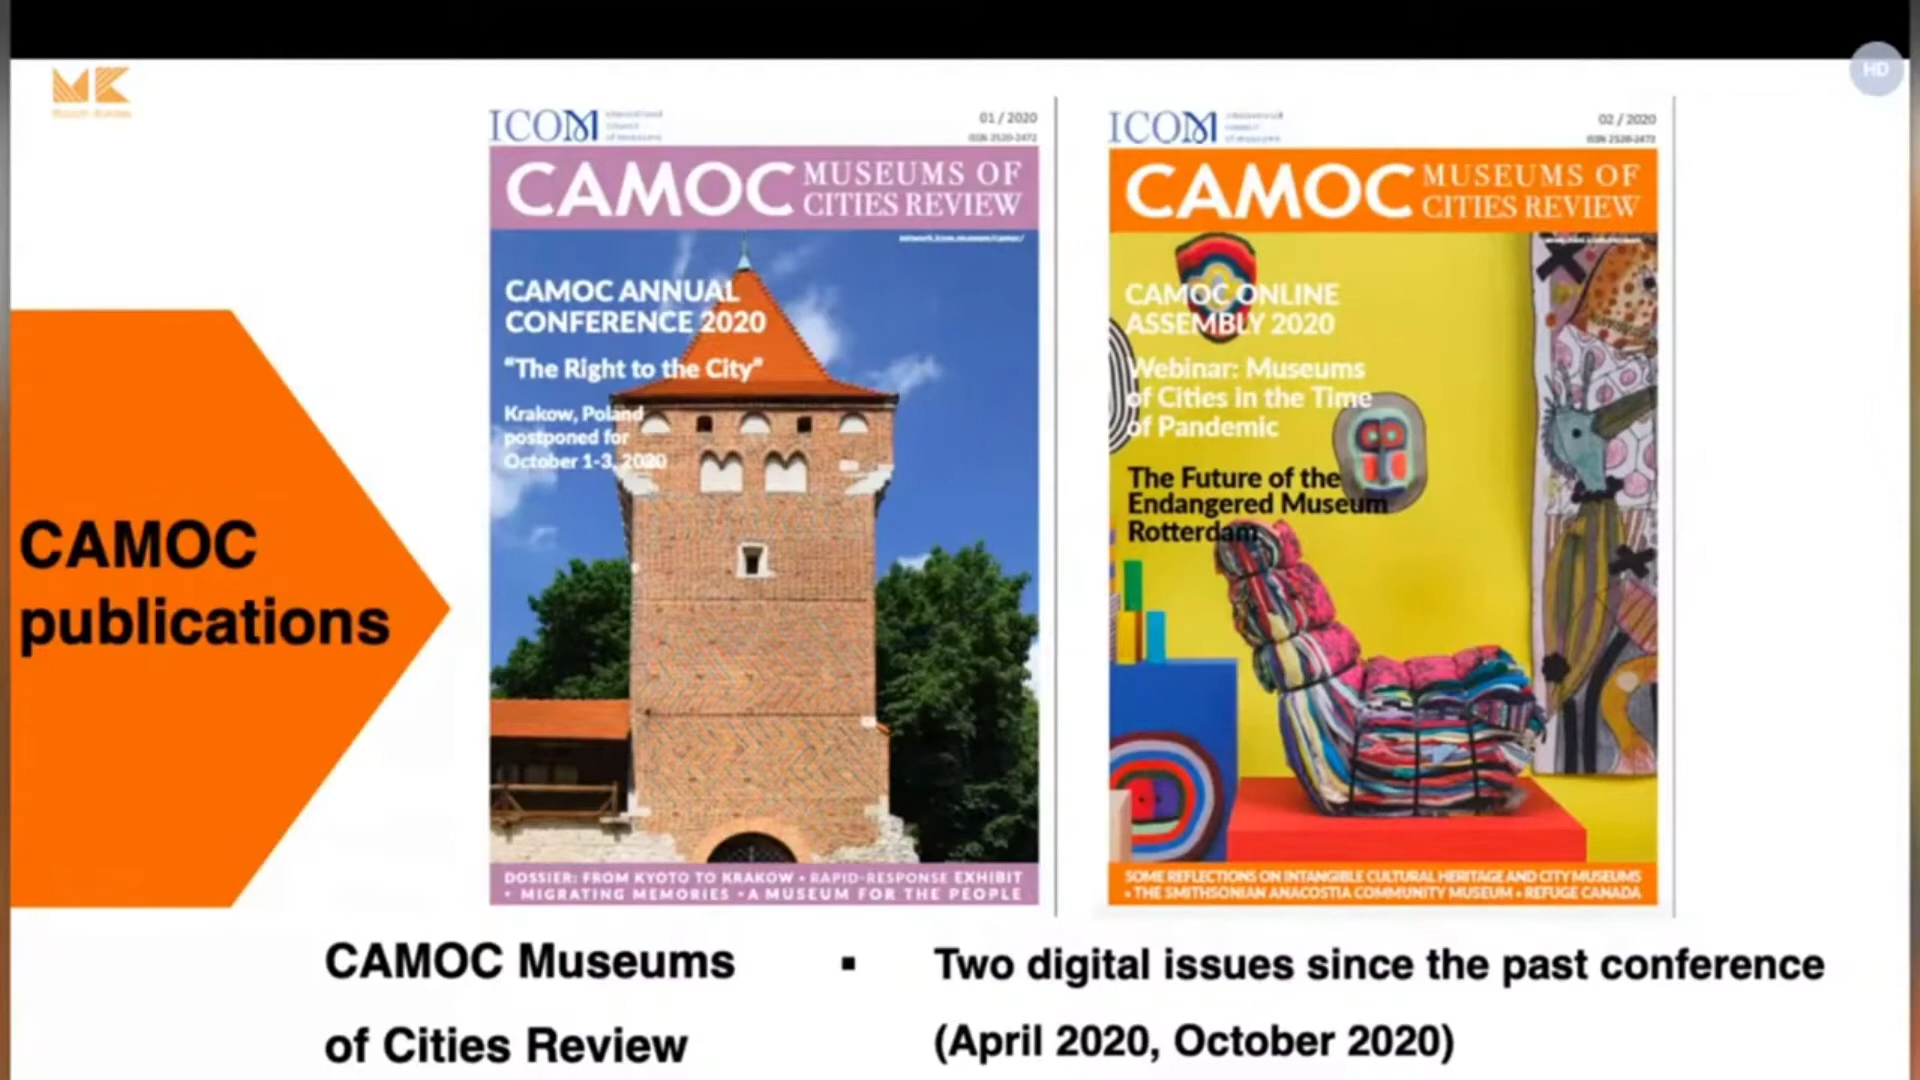 HD
MK
CAMOC
publications
ICOM
01 / 2020
CAMOC MUSEUMS OF
CITIES REVIEW
CAMOC ANNUAL
CONFERENCE 2020
"The Right to the City"
Krakow, Poland
postponed for
October 1-3, 2020
DOSSIER: FROM KYOTO TO KRAKOW • RAPID-RESPONSE EXHIBIT
• MIGRATING MEMORIES • A MUSEUM FOR THE PEOPLE
ICOM
02 / 2020
CAMOC MUSEUMS OF
CITIES REVIEW
CAMOC ONLINE
ASSEMBLY 2020
Webinar: Museums
of Cities in the Time
of Pandemic
The Future of the
Endangered Museum
Rotterdam
SOME REFLECTIONS ON INTANGIBLE CULTURAL HERITAGE AND CITY MUSEUMS
• THE SMITHSONIAN ANACOSTIA COMMUNITY MUSEUM • REFUGE CANADA
CAMOC Museums
of Cities Review
▪ Two digital issues since the past conference
(April 2020, October 2020)